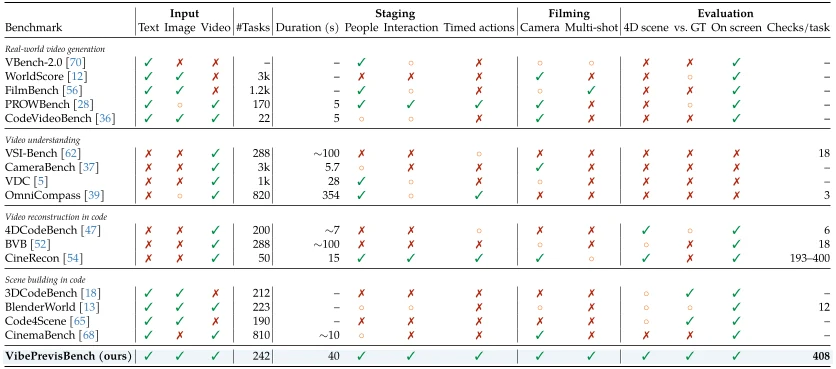 Input Staging Filming Evaluation
Benchmark Text Image Video #Tasks Duration (s) People Interaction Timed actions Camera Multi-shot 4D scene vs. GT On screen Checks/task
Real-world video generation
VBench-2.0 [70] ✓ ✗ ✗ – – ✓ ○ ✗ ○ ○ ✗ ✗ ✓ –
WorldScore [12] ✓ ✓ ✗ 3k – ✗ ✗ ✗ ✓ ✗ ✗ ○ ✓ –
FilmBench [56] ✓ ✓ ✗ 1.2k – ✓ ○ ✗ ○ ✓ ✗ ✗ ✓ –
PROWBench [28] ✓ ○ ✓ 170 5 ✓ ✓ ✓ ✓ ✗ ✗ ○ ✓ –
CodeVideoBench [36] ✓ ✓ ✓ 22 5 ○ ○ ✗ ✓ ✗ ✗ ✗ ✓ –
Video understanding
VSI-Bench [62] ✗ ✗ ✓ 288 ~100 ✗ ✗ ○ ✗ ✗ ✗ ✗ ✗ 18
CameraBench [37] ✗ ✗ ✓ 3k 5.7 ○ ✗ ✗ ✓ ✗ ✗ ✗ ✗ –
VDC [5] ✗ ✗ ✓ 1k 28 ✓ ○ ✗ ○ ✗ ✗ ✗ ✗ –
OmniCompass [39] ✗ ○ ✓ 820 354 ✓ ○ ✓ ✗ ✗ ✗ ✗ ✗ 3
Video reconstruction in code
4DCodeBench [47] ✗ ✗ ✓ 200 ~7 ✗ ✗ ○ ✗ ✗ ✓ ○ ✓ 6
BVB [52] ✗ ✗ ✓ 288 ~100 ✗ ✗ ✗ ○ ✗ ○ ✗ ✓ 18
CineRecon [54] ✗ ✗ ✓ 50 15 ✓ ✓ ✓ ✓ ○ ✓ ✗ ✓ 193–400
Scene building in code
3DCodeBench [18] ✓ ✓ ✗ 212 – ✗ ✗ ✗ ✗ ✗ ○ ✓ ✓ –
BlenderWorld [13] ✓ ✓ ✓ 223 – ○ ○ ✗ ○ ✗ ○ ○ ✓ 12
Code4Scene [65] ✓ ✓ ✗ 190 – ✗ ✗ ✗ ✗ ✗ ○ ✓ ✓ –
CinemaBench [68] ✓ ✗ ✓ 810 ~10 ○ ✗ ✗ ✓ ✗ ✗ ✗ ✓ –
VibePrevisBench (ours) ✓ ✓ ✓ 242 40 ✓ ✓ ✓ ✓ ✓ ✓ ✓ ✓ 408